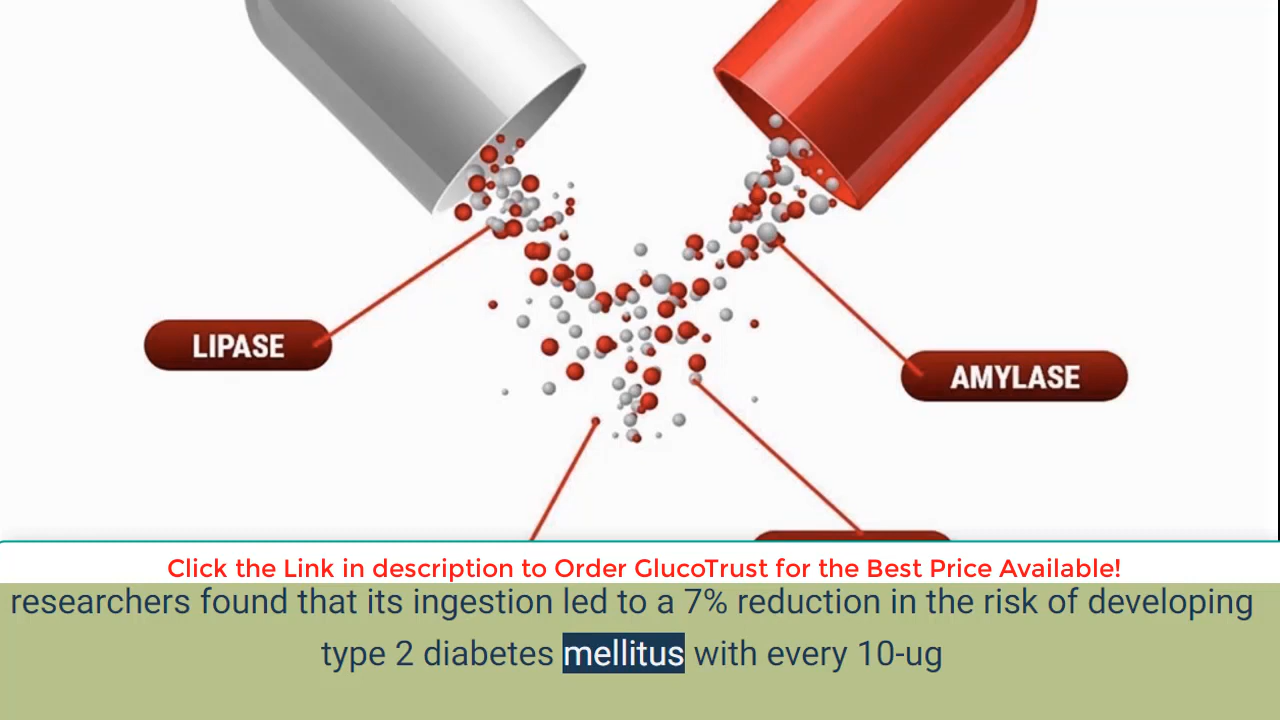 LIPASE
AMYLASE
Click the Link in description to Order GlucoTrust for the Best Price Available!
researchers found that its ingestion led to a 7% reduction in the risk of developing
type 2 diabetes mellitus with every 10-ug